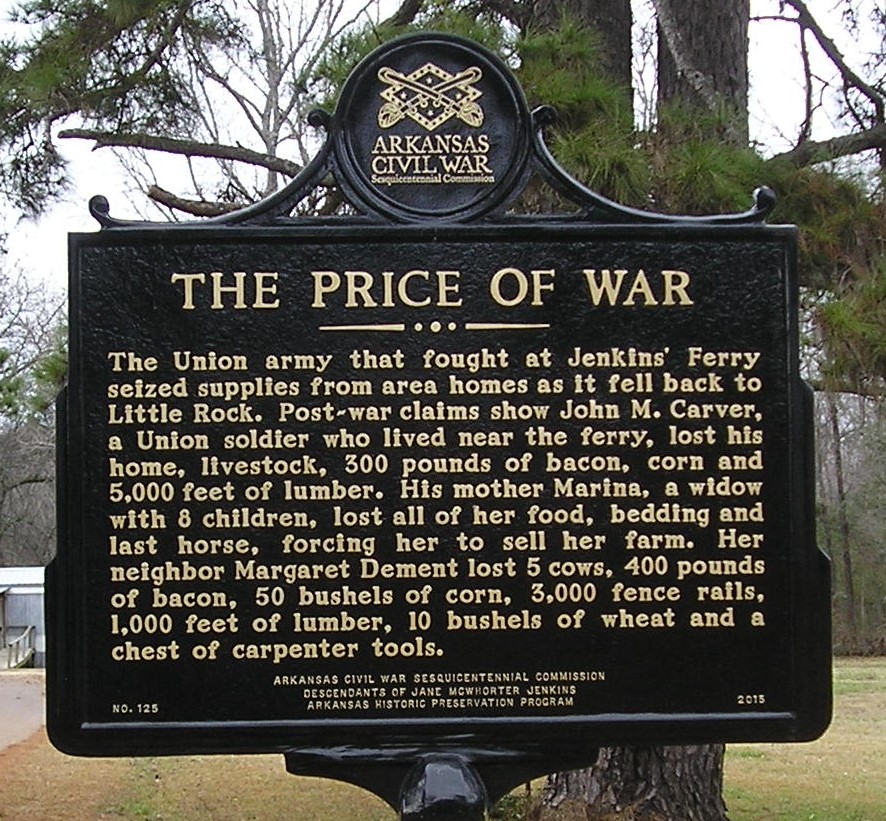 ARKANSAS
CIVIL WAR
Sesquicentennial Commission
THE PRICE OF WAR
The Union army that fought at Jenkins' Ferry
seized supplies from area homes as it fell back to
Little Rock. Post-war claims show John M. Carver,
a Union soldier who lived near the ferry, lost his
home, livestock, 300 pounds of bacon, corn and
5,000 feet of lumber. His mother Marina, a widow
with 8 children, lost all of her food, bedding and
last horse, forcing her to sell her farm. Her
neighbor Margaret Dement lost 5 cows, 400 pounds
of bacon, 50 bushels of corn, 3,000 fence rails,
1,000 feet of lumber, 10 bushels of wheat and a
chest of carpenter tools.
ARKANSAS CIVIL WAR SESQUICENTENNIAL COMMISSION
DESCENDANTS OF JANE MCWHORTER JENKINS
ARKANSAS HISTORIC PRESERVATION PROGRAM
NO. 125
2015